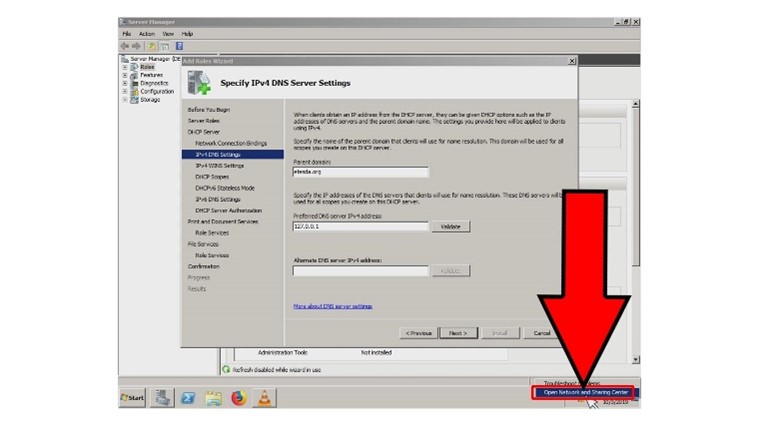 Server Manager
File Action View Help
Server Manager (DE
Roles
Features
Diagnostics
Configuration
Storage
Add Roles Wizard
Specify IPv4 DNS Server Settings
Before You Begin
Server Roles
DHCP Server
Network Connection Bindings
IPv4 DNS Settings
IPv4 WINS Settings
DHCP Scopes
DHCPv6 Stateless Mode
IPv6 DNS Settings
DHCP Server Authorization
Print and Document Services
Role Services
File Services
Role Services
Confirmation
Progress
Results
When clients obtain an IP address from the DHCP server, they can be given DHCP options such as the IP
addresses of DNS servers and the parent domain name. The settings you provide here will be applied to clients
using IPv4.
Specify the name of the parent domain that clients will use for name resolution. This domain will be used for all
scopes you create on this DHCP server.
Parent domain:
Specify the IP addresses of the DNS servers that clients will use for name resolution. These DNS servers will be
used for all scopes you create on this DHCP server.
Preferred DNS server IPv4 address:
127.0.0.1 Validate
Alternate DNS server IPv4 address:
Validate
More about DNS server settings
< Previous Next > Install Cancel
Administration Tools Not installed
Refresh disabled while wizard in use
Troubleshoot problems
Open Network and Sharing Center
Start